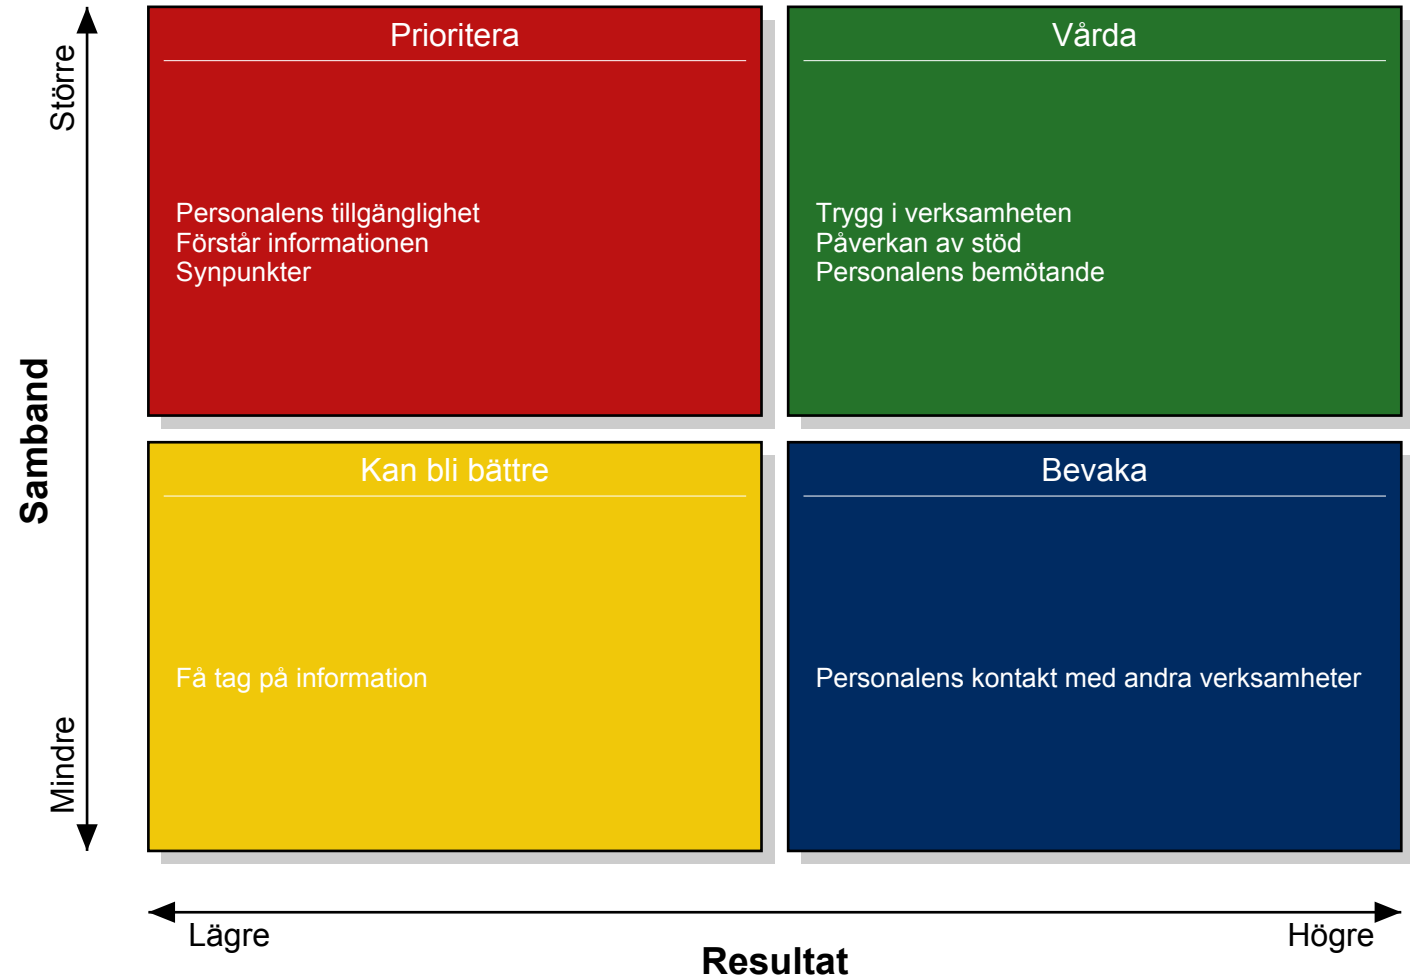 Större
Samband
Mindre
Prioritera
Personalens tillgänglighet
Förstår informationen
Synpunkter
Vårda
Trygg i verksamheten
Påverkan av stöd
Personalens bemötande
Kan bli bättre
Få tag på information
Bevaka
Personalens kontakt med andra verksamheter
Lägre
Högre
Resultat